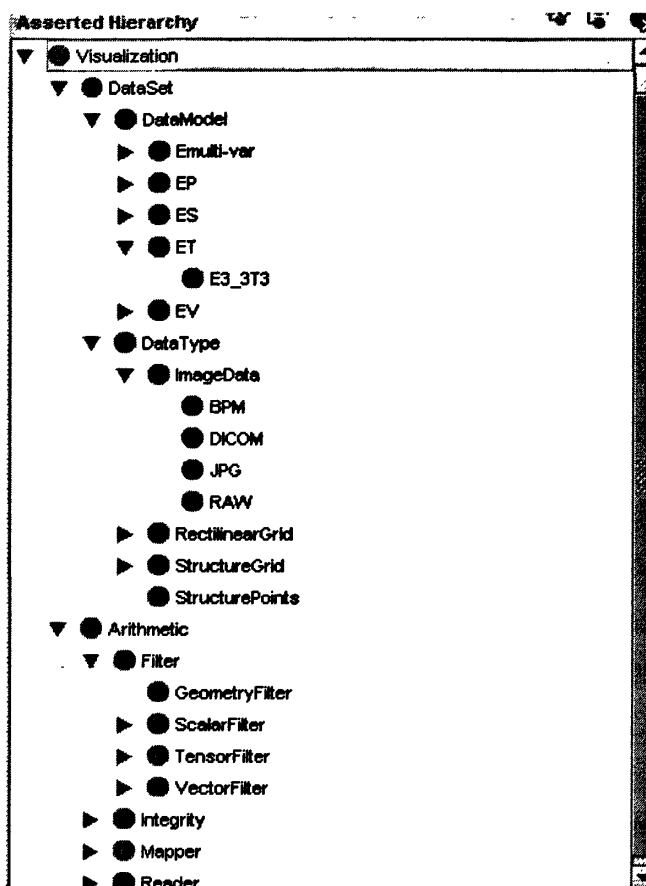 Asserted Hierarchy
Visualization
DataSet
DataModel
Emulti-var
EP
ES
ET
E3_3T3
EV
DataType
ImageData
BPM
DICOM
JPG
RAW
RectilinearGrid
StructureGrid
StructurePoints
Arithmetic
Filter
GeometryFilter
ScalarFilter
TensorFilter
VectorFilter
Integrity
Mapper
Reader